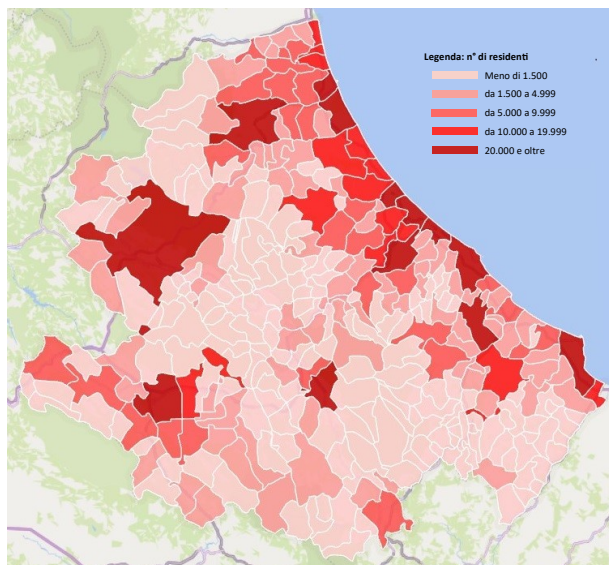 Legenda: n° di residenti
Meno di 1.500
da 1.500 a 4.999
da 5.000 a 9.999
da 10.000 a 19.999
20.000 e oltre